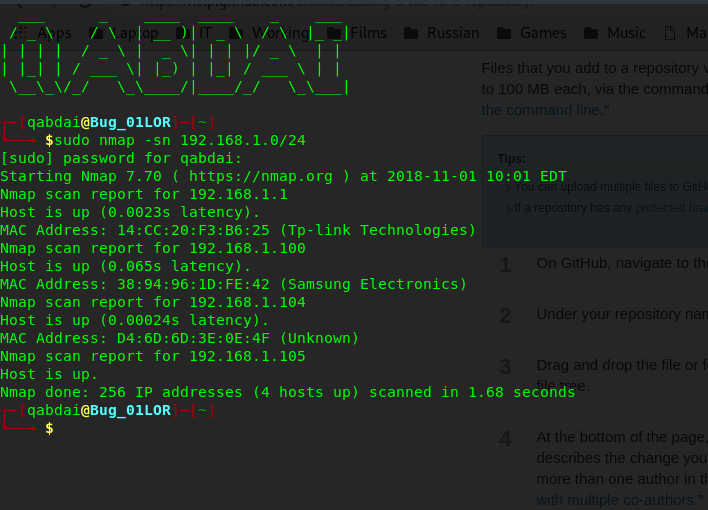 Apps Laptop IT Working Films Russian Games Music
qabdai@Bug_01LOR]─[~]
$sudo nmap -sn 192.168.1.0/24
[sudo] password for qabdai:
Starting Nmap 7.70 ( https://nmap.org ) at 2018-11-01 10:01 EDT
Nmap scan report for 192.168.1.1
Host is up (0.0023s latency).
MAC Address: 14:CC:20:F3:B6:25 (Tp-link Technologies)
Nmap scan report for 192.168.1.100
Host is up (0.065s latency).
MAC Address: 38:94:96:1D:FE:42 (Samsung Electronics)
Nmap scan report for 192.168.1.104
Host is up (0.00024s latency).
MAC Address: D4:6D:6D:3E:0E:4F (Unknown)
Nmap scan report for 192.168.1.105
Host is up.
Nmap done: 256 IP addresses (4 hosts up) scanned in 1.68 seconds
[qabdai@Bug_01LOR]─[~]
$
Files that you add to a repository
to 100 MB each, via the command
the command line."
Tips:
You can upload multiple files to
If a repository has any protected
1 On GitHub, navigate to the
2 Under your repository
3 Drag and drop the file or
file tree.
4 At the bottom of the page,
describes the change you
more than one author in
with multiple co-authors."